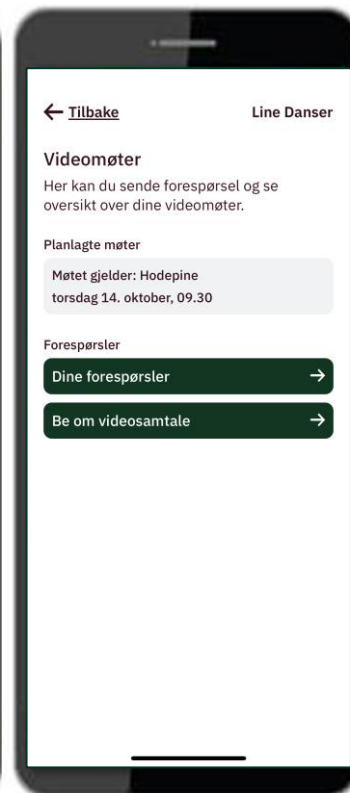 ← Tilbake
Line Danser
Videomøter
Her kan du sende forespørsel og se
oversikt over dine videomøter.
Planlagte møter
Møtet gjelder: Hodepine
torsdag 14. oktober, 09.30
Forespørsler
Dine forespørsler →
Be om videosamtale →